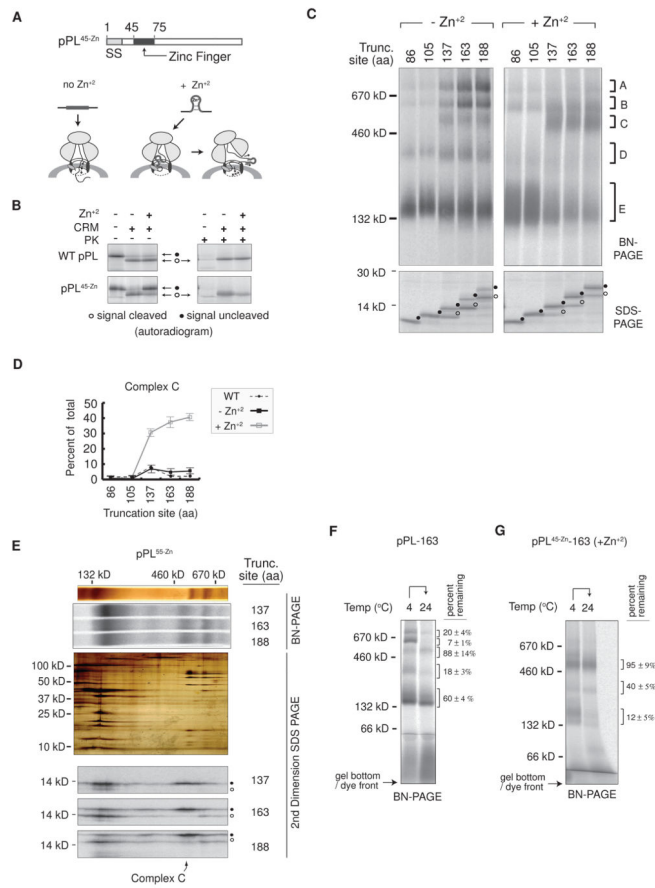 A
pPL45-Zn
1 45 75
SS
Zinc Finger
no Zn+2
+ Zn+2
B
Zn+2 - - + - - +
CRM - + + - + +
PK - - - + + +
WT pPL
pPL45-Zn
○ signal cleaved ● signal uncleaved
(autoradiogram)
C
- Zn+2 + Zn+2
Trunc. site (aa)
86 105 137 163 188 86 105 137 163 188
670 kD
460 kD
132 kD
A
B
C
D
E
BN-PAGE
30 kD
14 kD
SDS-PAGE
D
Complex C
Percent of total
50
40
30
20
10
0
86 105 137 163 188
Truncation site (aa)
WT
- Zn+2
+ Zn+2
E
pPL55-Zn
132 kD 460 kD 670 kD
Trunc. site (aa)
137
163
188
BN-PAGE
100 kD
50 kD
37 kD
25 kD
10 kD
2nd Dimension SDS PAGE
14 kD 137
14 kD 163
14 kD 188
Complex C
F
pPL-163
Temp (°C) 4 24
percent remaining
670 kD
460 kD
132 kD
66 kD
20 ± 4%
7 ± 1%
88 ± 14%
18 ± 3%
60 ± 4 %
gel bottom / dye front
BN-PAGE
G
pPL45-Zn-163 (+Zn+2)
Temp (°C) 4 24
percent remaining
670 kD
460 kD
132 kD
66 kD
95 ± 9%
40 ± 5%
12 ± 5%
gel bottom / dye front
BN-PAGE